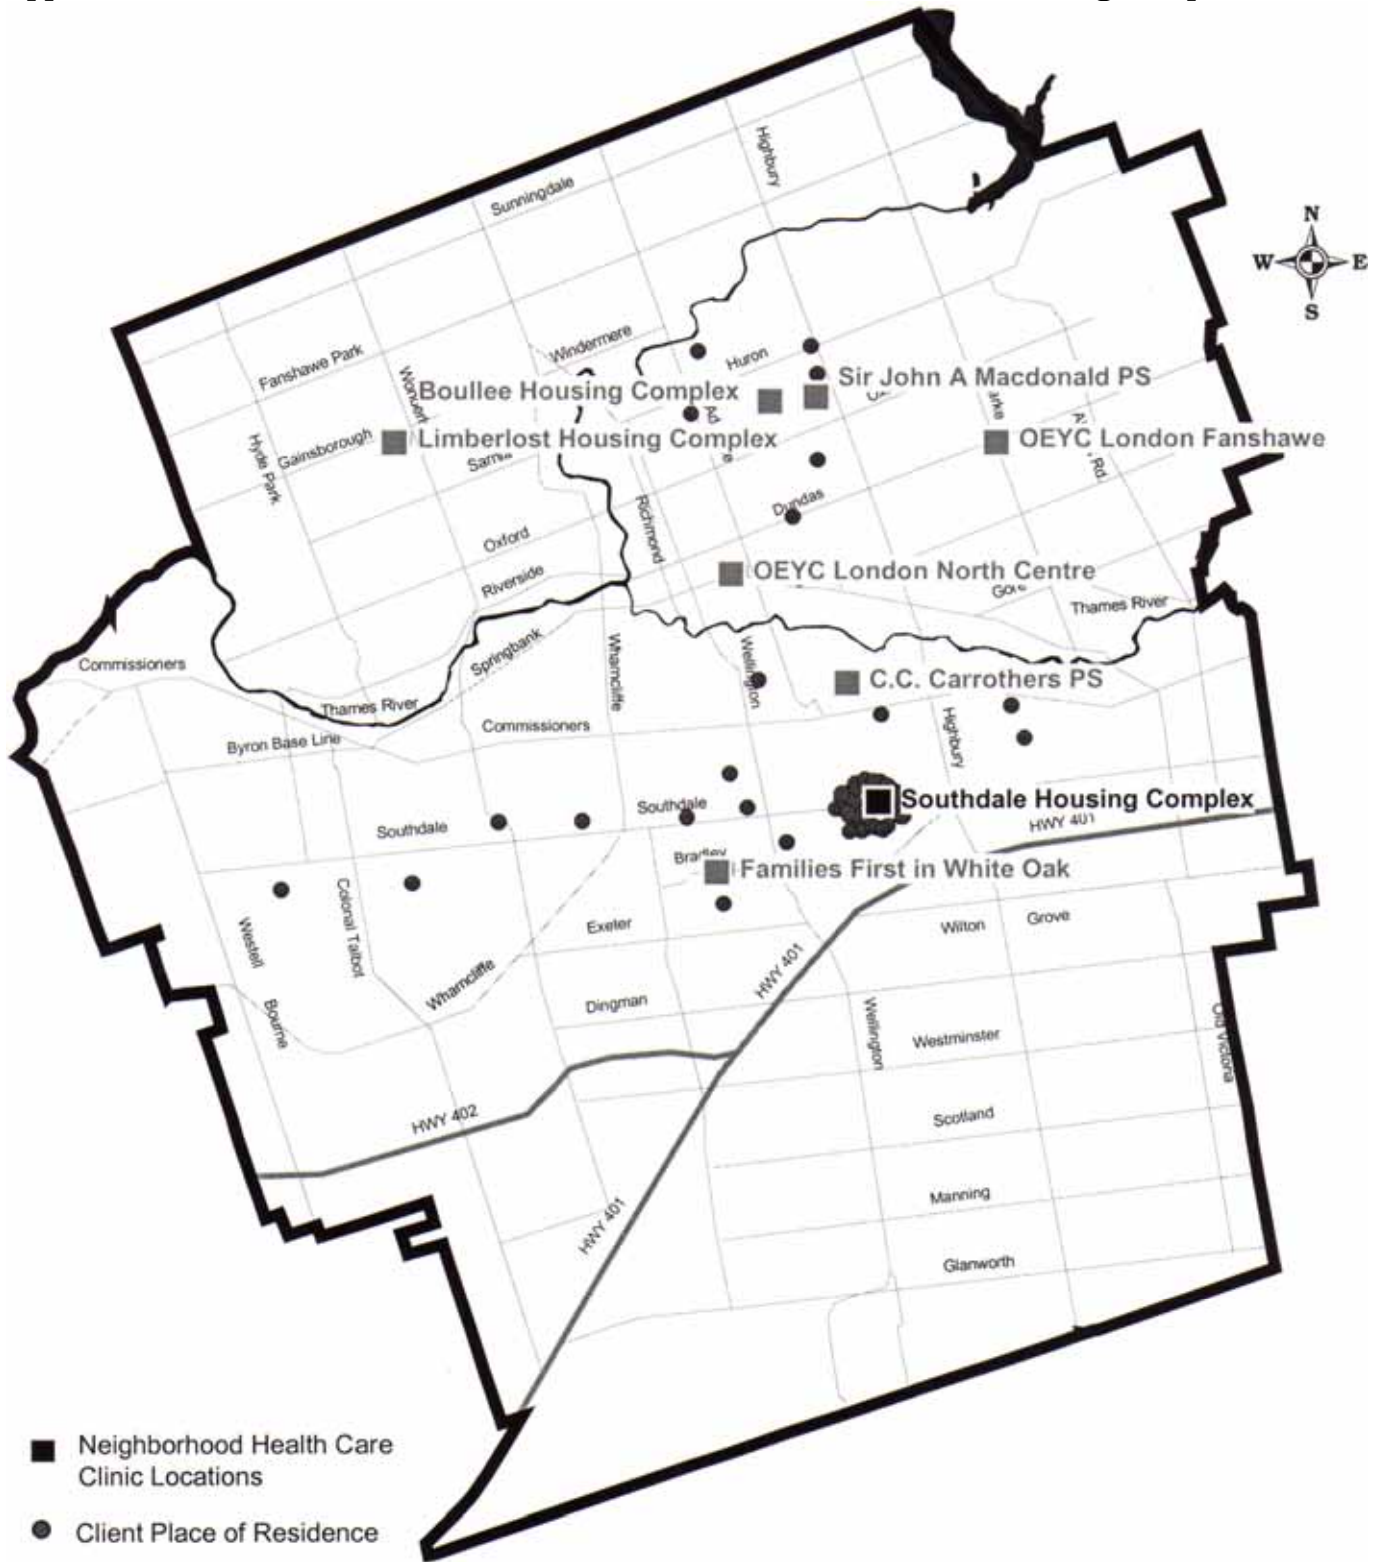 Highbury
Sunningdale
N
W
E
S
Windermere
Fanshawe Park
Huron
Sir John A Macdonald PS
Boullee Housing Complex
Limberlost Housing Complex
OEYC London Fanshawe
Gainsborough
Hyde Park
Rd.
Richmond
Dundas
Oxford
Riverside
OEYC London North Centre
Thames River
Springbank
Wharncliffe
Wellington
Commissioners
C.C. Carrothers PS
Thames River
Commissioners
Byron Base Line
Highbury
Southdale Housing Complex
Southdale
Southdale
HWY 401
Bradley
Families First in White Oak
Colonal Talbot
Westell
Bourne
Exeter
Wilton
Grove
Wharncliffe
HWY 401
Dingman
Wellington
Westminster
Old Victoria
HWY 402
Scotland
HWY 401
Manning
Glanworth
Neighborhood Health Care
Clinic Locations
Client Place of Residence